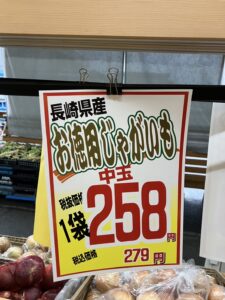 長崎県産
お徳用じゃがいも
中玉
税抜価格
1袋 258円
税込価格 279円